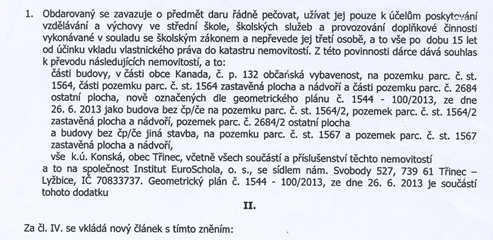 1. Obdarovaný se zavazuje o předmět daru řádně pečovat, užívat jej pouze k účelům poskytování
vzdělávání a výchovy ve střední škole, školských služeb a provozování doplňkové činnosti
vykonávané v souladu se školským zákonem a nepřevede jej třetí osobě, a to vše po dobu 15 let
od účinku vkladu vlastnického práva do katastru nemovitostí. Z této povinnosti dárce dává souhlas
k převodu následujících nemovitostí, a to:
části budovy, v části obce Kanada, č. p. 132 občanská vybavenost, na pozemku parc. č. st.
1564, části pozemku parc. č. st. 1564 zastavěná plocha a nádvoří a části pozemku parc. č. 2684
ostatní plocha, nově označených dle geometrického plánu č. 1544 - 100/2013, ze dne
26. 6. 2013 jako budova bez čp/če na pozemku parc. č. st. 1564/2, pozemek parc. č. st. 1564/2
zastavěná plocha a nádvoří, pozemek parc. č. 2684/2 ostatní plocha
a budovy bez čp/če jiná stavba, na pozemku parc. č. st. 1567 a pozemek parc. č. st. 1567
zastavěná plocha a nádvoří,
vše k.ú. Konská, obec Třinec, včetně všech součástí a příslušenství těchto nemovitostí
a to na společnost Institut EuroSchola, o. s., se sídlem nám. Svobody 527, 739 61 Třinec –
Lyžbice, IČ 70833737. Geometrický plán č. 1544 - 100/2013, ze dne 26. 6. 2013 je součástí
tohoto dodatku
II.
Za čl. IV. se vkládá nový článek s tímto zněním: